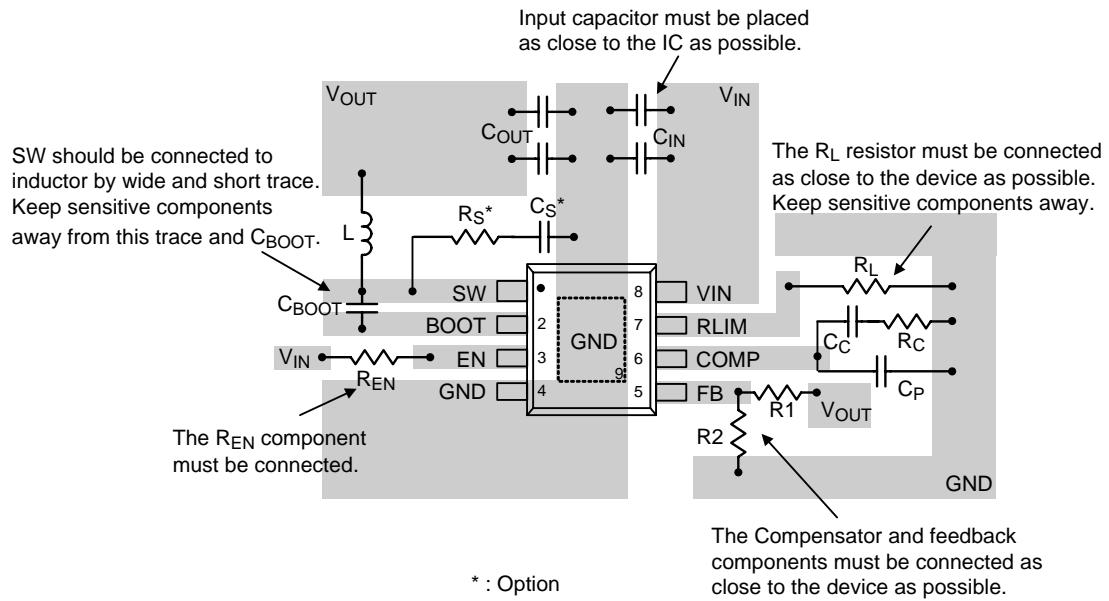 Input capacitor must be placed
as close to the IC as possible.
VOUT
VIN
COUT
CIN
SW should be connected to
inductor by wide and short trace.
Keep sensitive components
away from this trace and CBOOT.
The RL resistor must be connected
as close to the device as possible.
Keep sensitive components away.
L
RS*
CS*
RL
CBOOT
SW
8
VIN
BOOT
2
GND
7
RLIM
CC
RC
VIN
REN
EN
3
6
COMP
CP
GND
4
9
5
FB
R1
VOUT
R2
GND
The REN component
must be connected.
The Compensator and feedback
components must be connected as
close to the device as possible.
* : Option